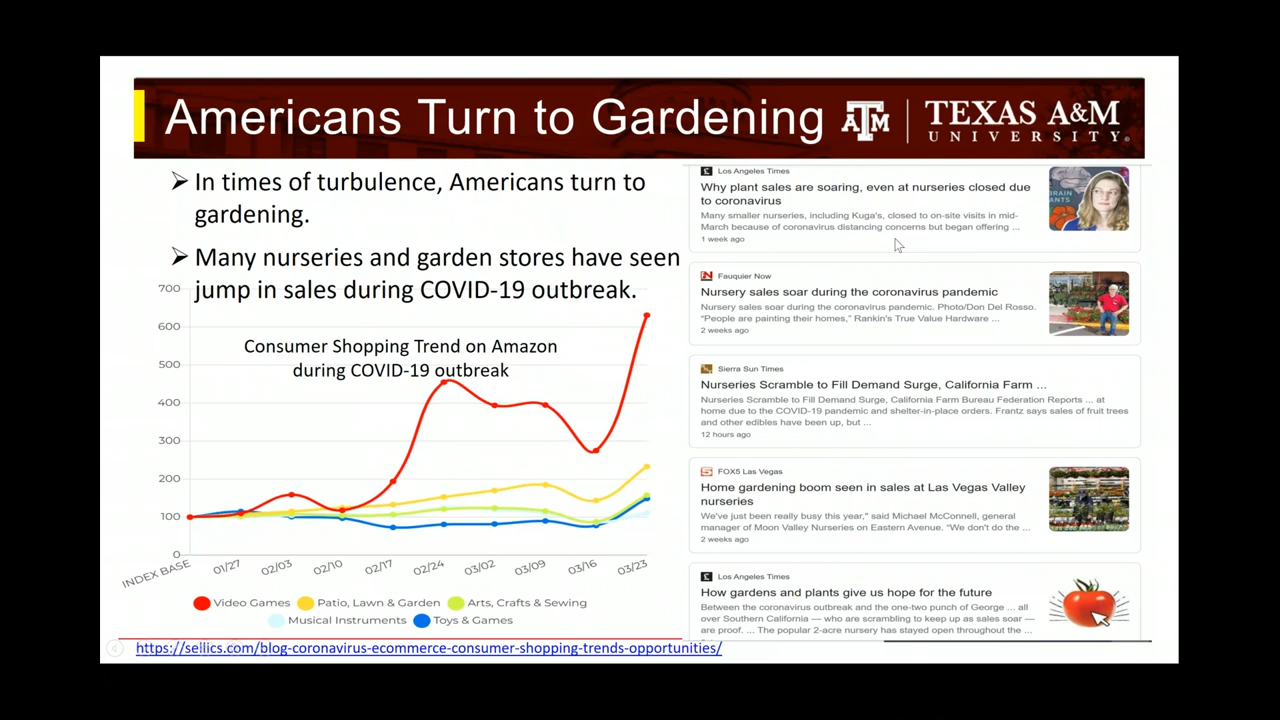 Americans Turn to Gardening
ĀM
TEXAS A&M
UNIVERSITY®
➢ In times of turbulence, Americans turn to
gardening.
➢ Many nurseries and garden stores have seen
jump in sales during COVID-19 outbreak.
Consumer Shopping Trend on Amazon
during COVID-19 outbreak
700
600
500
400
300
200
100
0
INDEX BASE 01/27 02/03 02/10 02/17 02/24 03/02 03/09 03/16 03/23
Video Games Patio, Lawn & Garden Arts, Crafts & Sewing
Musical Instruments Toys & Games
https://sellics.com/blog-coronavirus-ecommerce-consumer-shopping-trends-opportunities/
Los Angeles Times
Why plant sales are soaring, even at nurseries closed due
to coronavirus
Many smaller nurseries, including Kuga's, closed to on-site visits in mid-
March because of coronavirus distancing concerns but began offering ...
1 week ago
BRAIN
Fauquier Now
Nursery sales soar during the coronavirus pandemic
Nursery sales soar during the coronavirus pandemic. Photo/Don Del Rosso.
“People are painting their homes,” Rankin's True Value Hardware ...
2 weeks ago
Sierra Sun Times
Nurseries Scramble to Fill Demand Surge, California Farm ...
Nurseries Scramble to Fill Demand Surge, California Farm Bureau Federation Reports ... at
home due to the COVID-19 pandemic and shelter-in-place orders. Frantz says sales of fruit trees
and other edibles have been up, but ...
12 hours ago
FOX5 Las Vegas
Home gardening boom seen in sales at Las Vegas Valley
nurseries
We've just been really busy this year,” said Michael McConnell, general
manager of Moon Valley Nurseries on Eastern Avenue. “We don't do the ...
2 weeks ago
Los Angeles Times
How gardens and plants give us hope for the future
Between the coronavirus outbreak and the one-two punch of George ... all
over Southern California — who are scrambling to keep up as sales soar —
are proof. ... The popular 2-acre nursery has stayed open throughout the ...